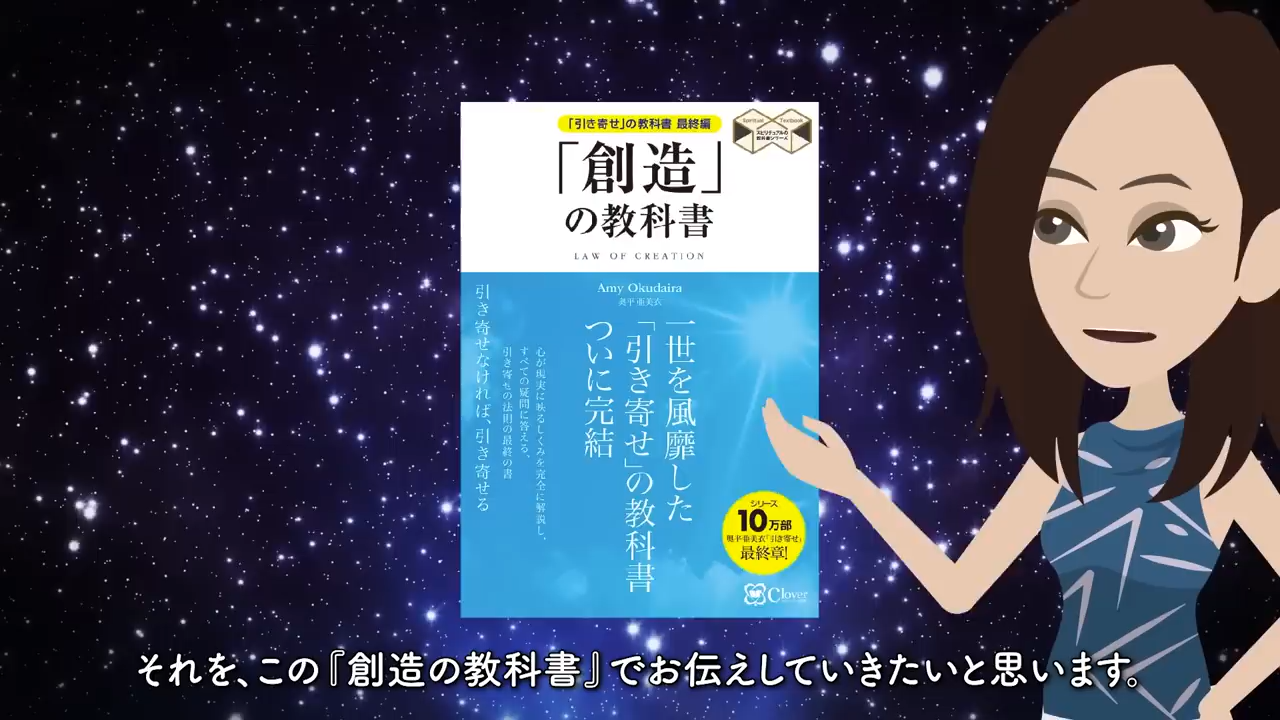 「引き寄せ」の教科書 最終編
Spiritual Textbook
スピリチュアルの
教科書シリーズ
「創造」
の教科書
LAW OF CREATION
Amy Okudaira
奥平亜美衣
一世を風靡した
「引き寄せ」の教科書
ついに完結
心が現実に映るしくみを完全に解説し、
すべての疑問に答える、
引き寄せの法則の最終の書
引き寄せなければ、引き寄せる
シリーズ
10万部
奥平亜美衣「引き寄せ」
最終章!
Clover
それを、この『創造の教科書』でお伝えしていきたいと思います。